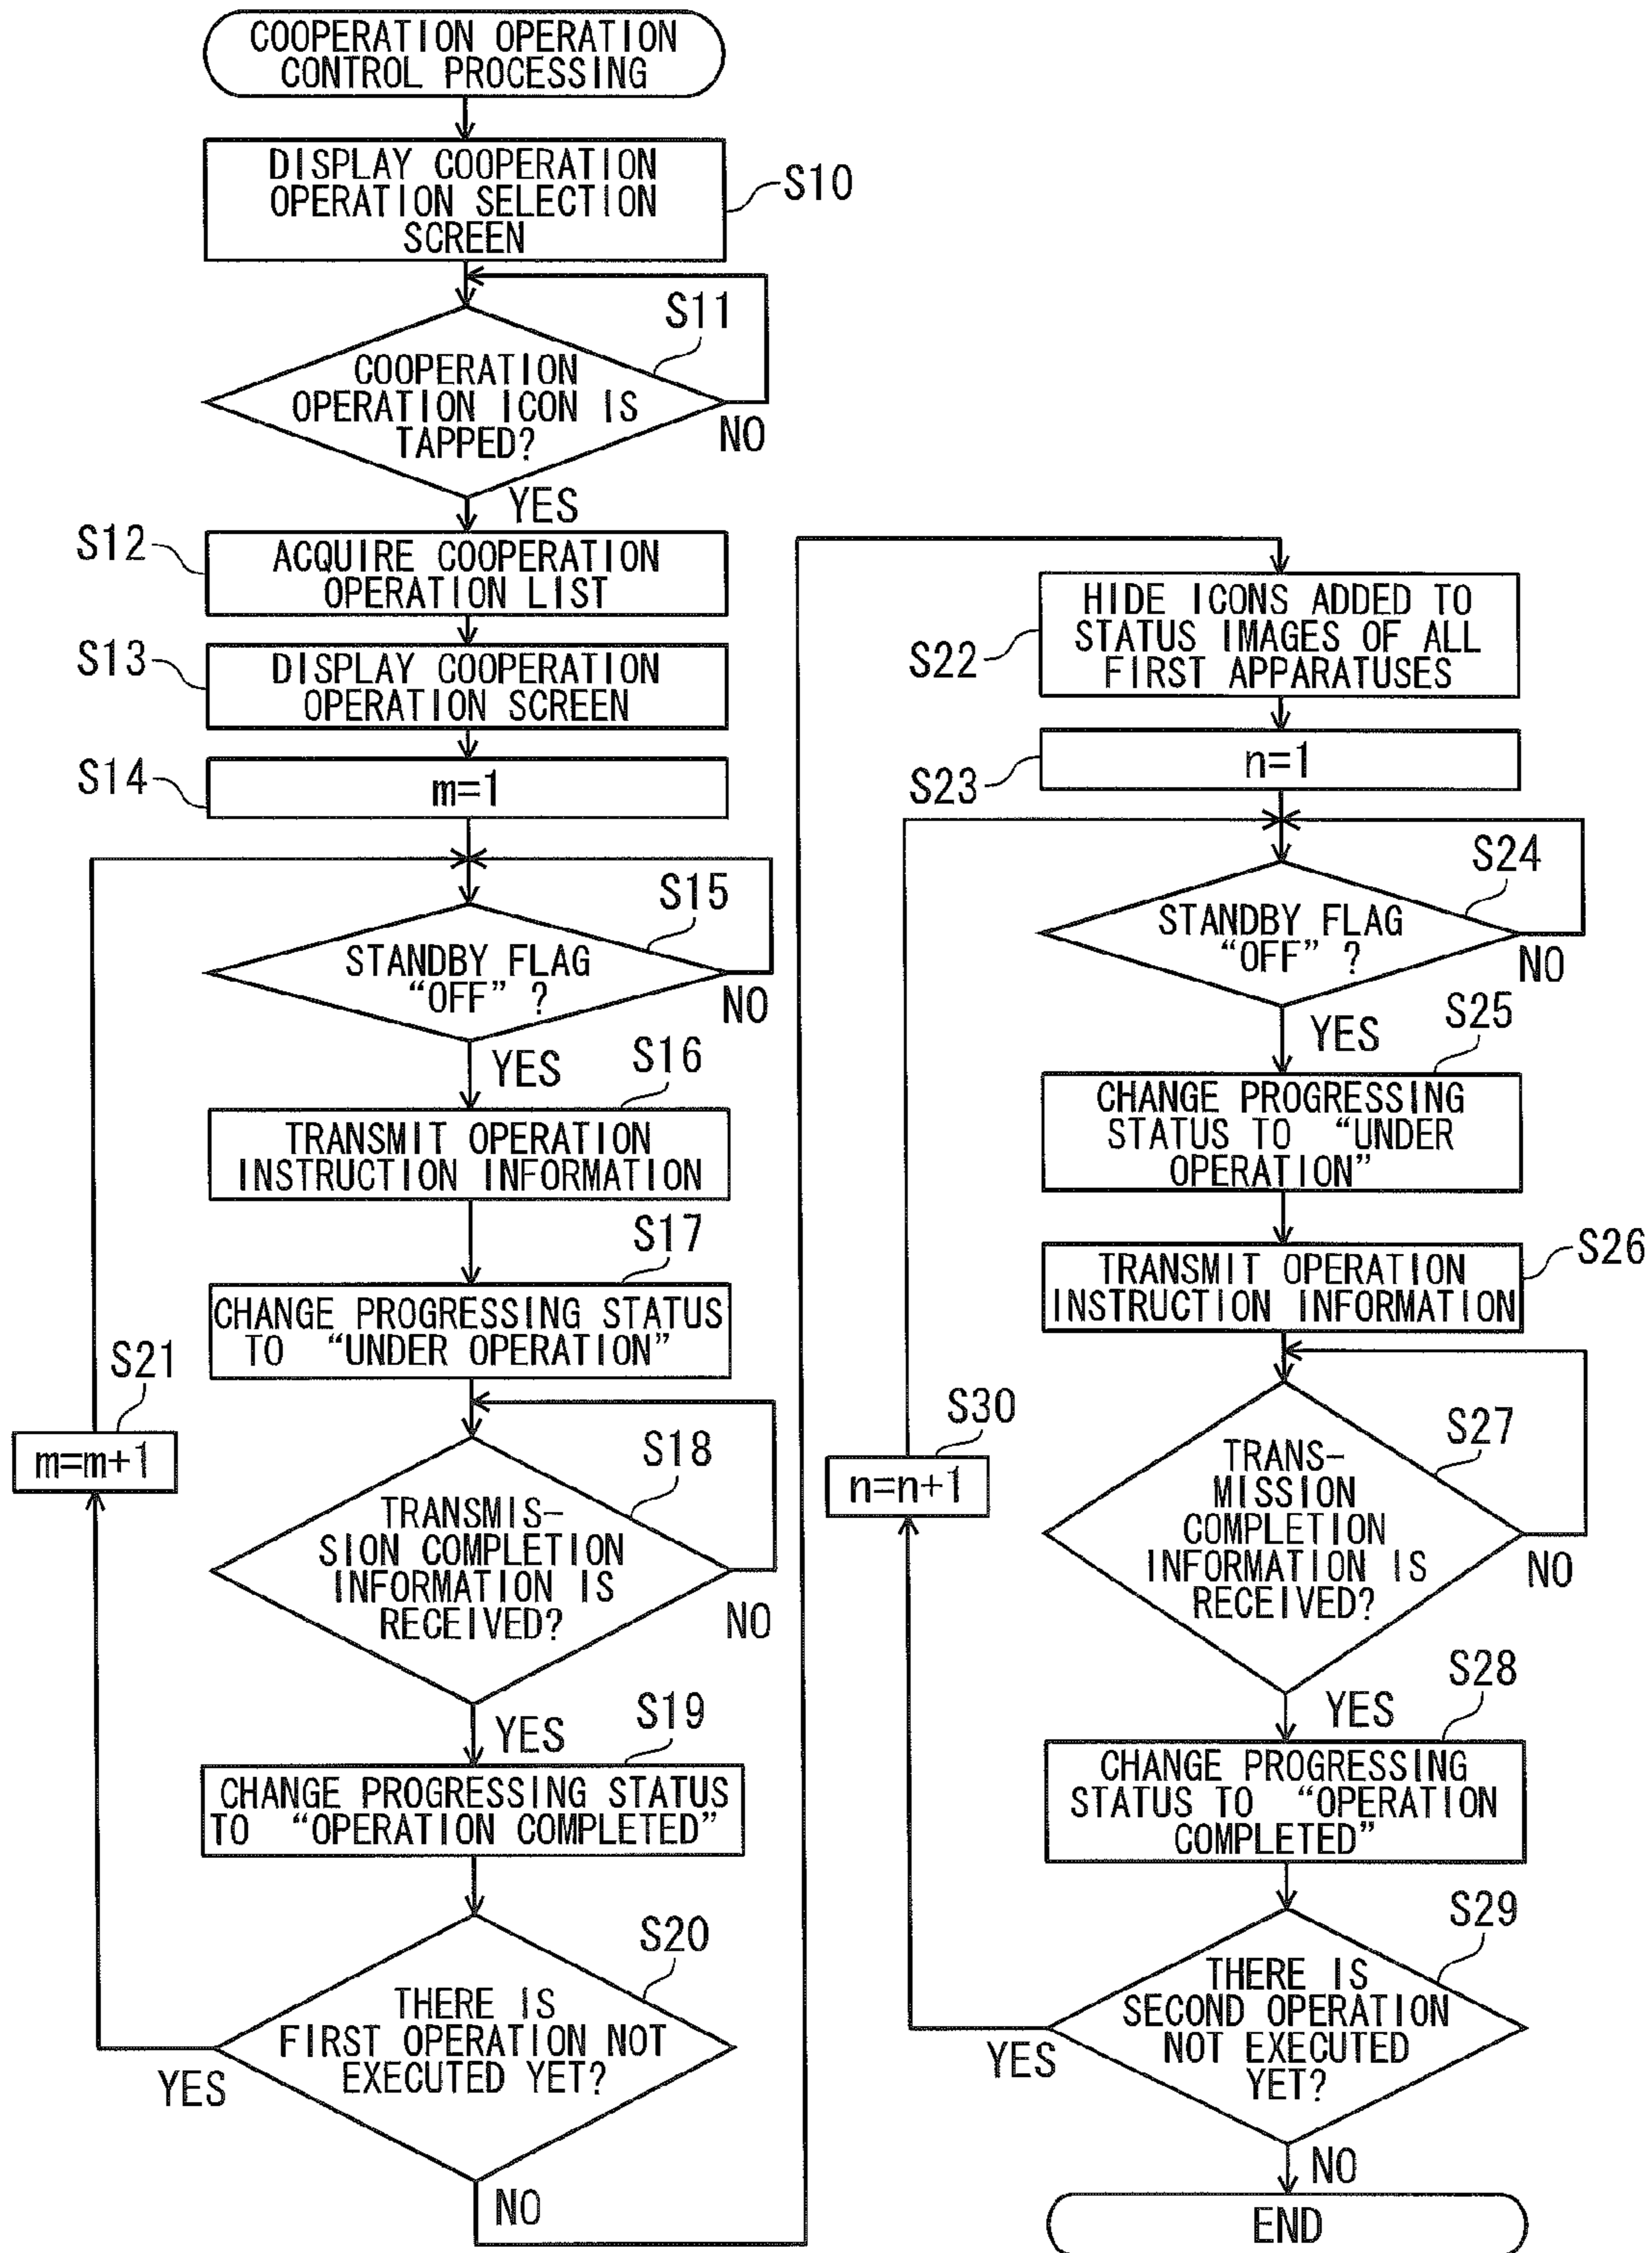 COOPERATION OPERATION
CONTROL PROCESSING
DISPLAY COOPERATION
OPERATION SELECTION
SCREEN
S10
S11
COOPERATION
OPERATION ICON IS
TAPPED?
NO
YES
S12
ACQUIRE COOPERATION
OPERATION LIST
S13
DISPLAY COOPERATION
OPERATION SCREEN
S14
m=1
S15
STANDBY FLAG
“OFF” ?
NO
YES
S16
TRANSMIT OPERATION
INSTRUCTION INFORMATION
S17
CHANGE PROGRESSING STATUS
TO “UNDER OPERATION”
S21
m=m+1
S18
TRANSMIS-
SION COMPLETION
INFORMATION IS
RECEIVED?
NO
YES
S19
CHANGE PROGRESSING STATUS
TO “OPERATION COMPLETED”
S20
THERE IS
FIRST OPERATION NOT
EXECUTED YET?
YES
NO
HIDE ICONS ADDED TO
STATUS IMAGES OF ALL
FIRST APPARATUSES
S22
S23
n=1
S24
STANDBY FLAG
“OFF” ?
NO
YES
S25
CHANGE PROGRESSING
STATUS TO “UNDER
OPERATION”
S26
TRANSMIT OPERATION
INSTRUCTION INFORMATION
S30
n=n+1
S27
TRANS-
MISSION
COMPLETION
INFORMATION IS
RECEIVED?
NO
YES
S28
CHANGE PROGRESSING
STATUS TO “OPERATION
COMPLETED”
S29
THERE IS
SECOND OPERATION
NOT EXECUTED
YET?
YES
NO
END